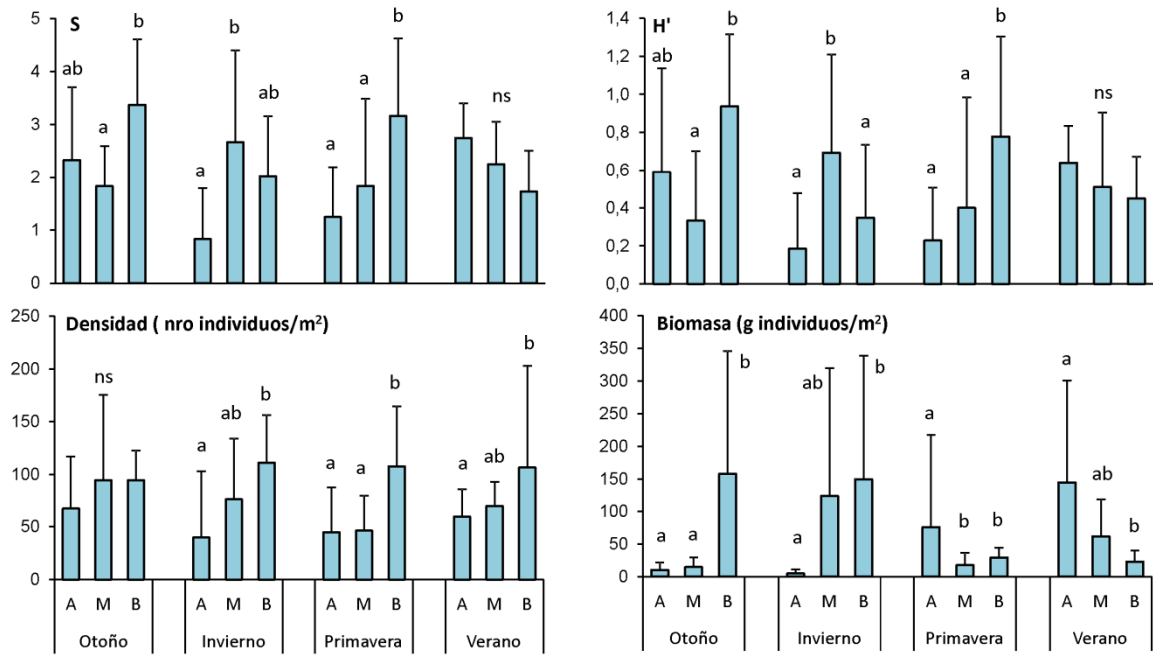 S
5
4
3
2
1
0
ab
a
b
a
b
ab
a
a
b
ns
H'
1,4
1,2
1,0
0,8
0,6
0,4
0,2
0,0
ab
a
b
a
b
a
a
a
b
ns
Densidad ( nro individuos/m²)
250
200
150
100
50
0
ns
a
ab
b
a
a
b
a
ab
b
A M B A M B A M B A M B
Otoño Invierno Primavera Verano
Biomasa (g individuos/m²)
400
350
300
250
200
150
100
50
0
a
a
b
a
ab
b
a
b
b
a
ab
b
A M B A M B A M B A M B
Otoño Invierno Primavera Verano